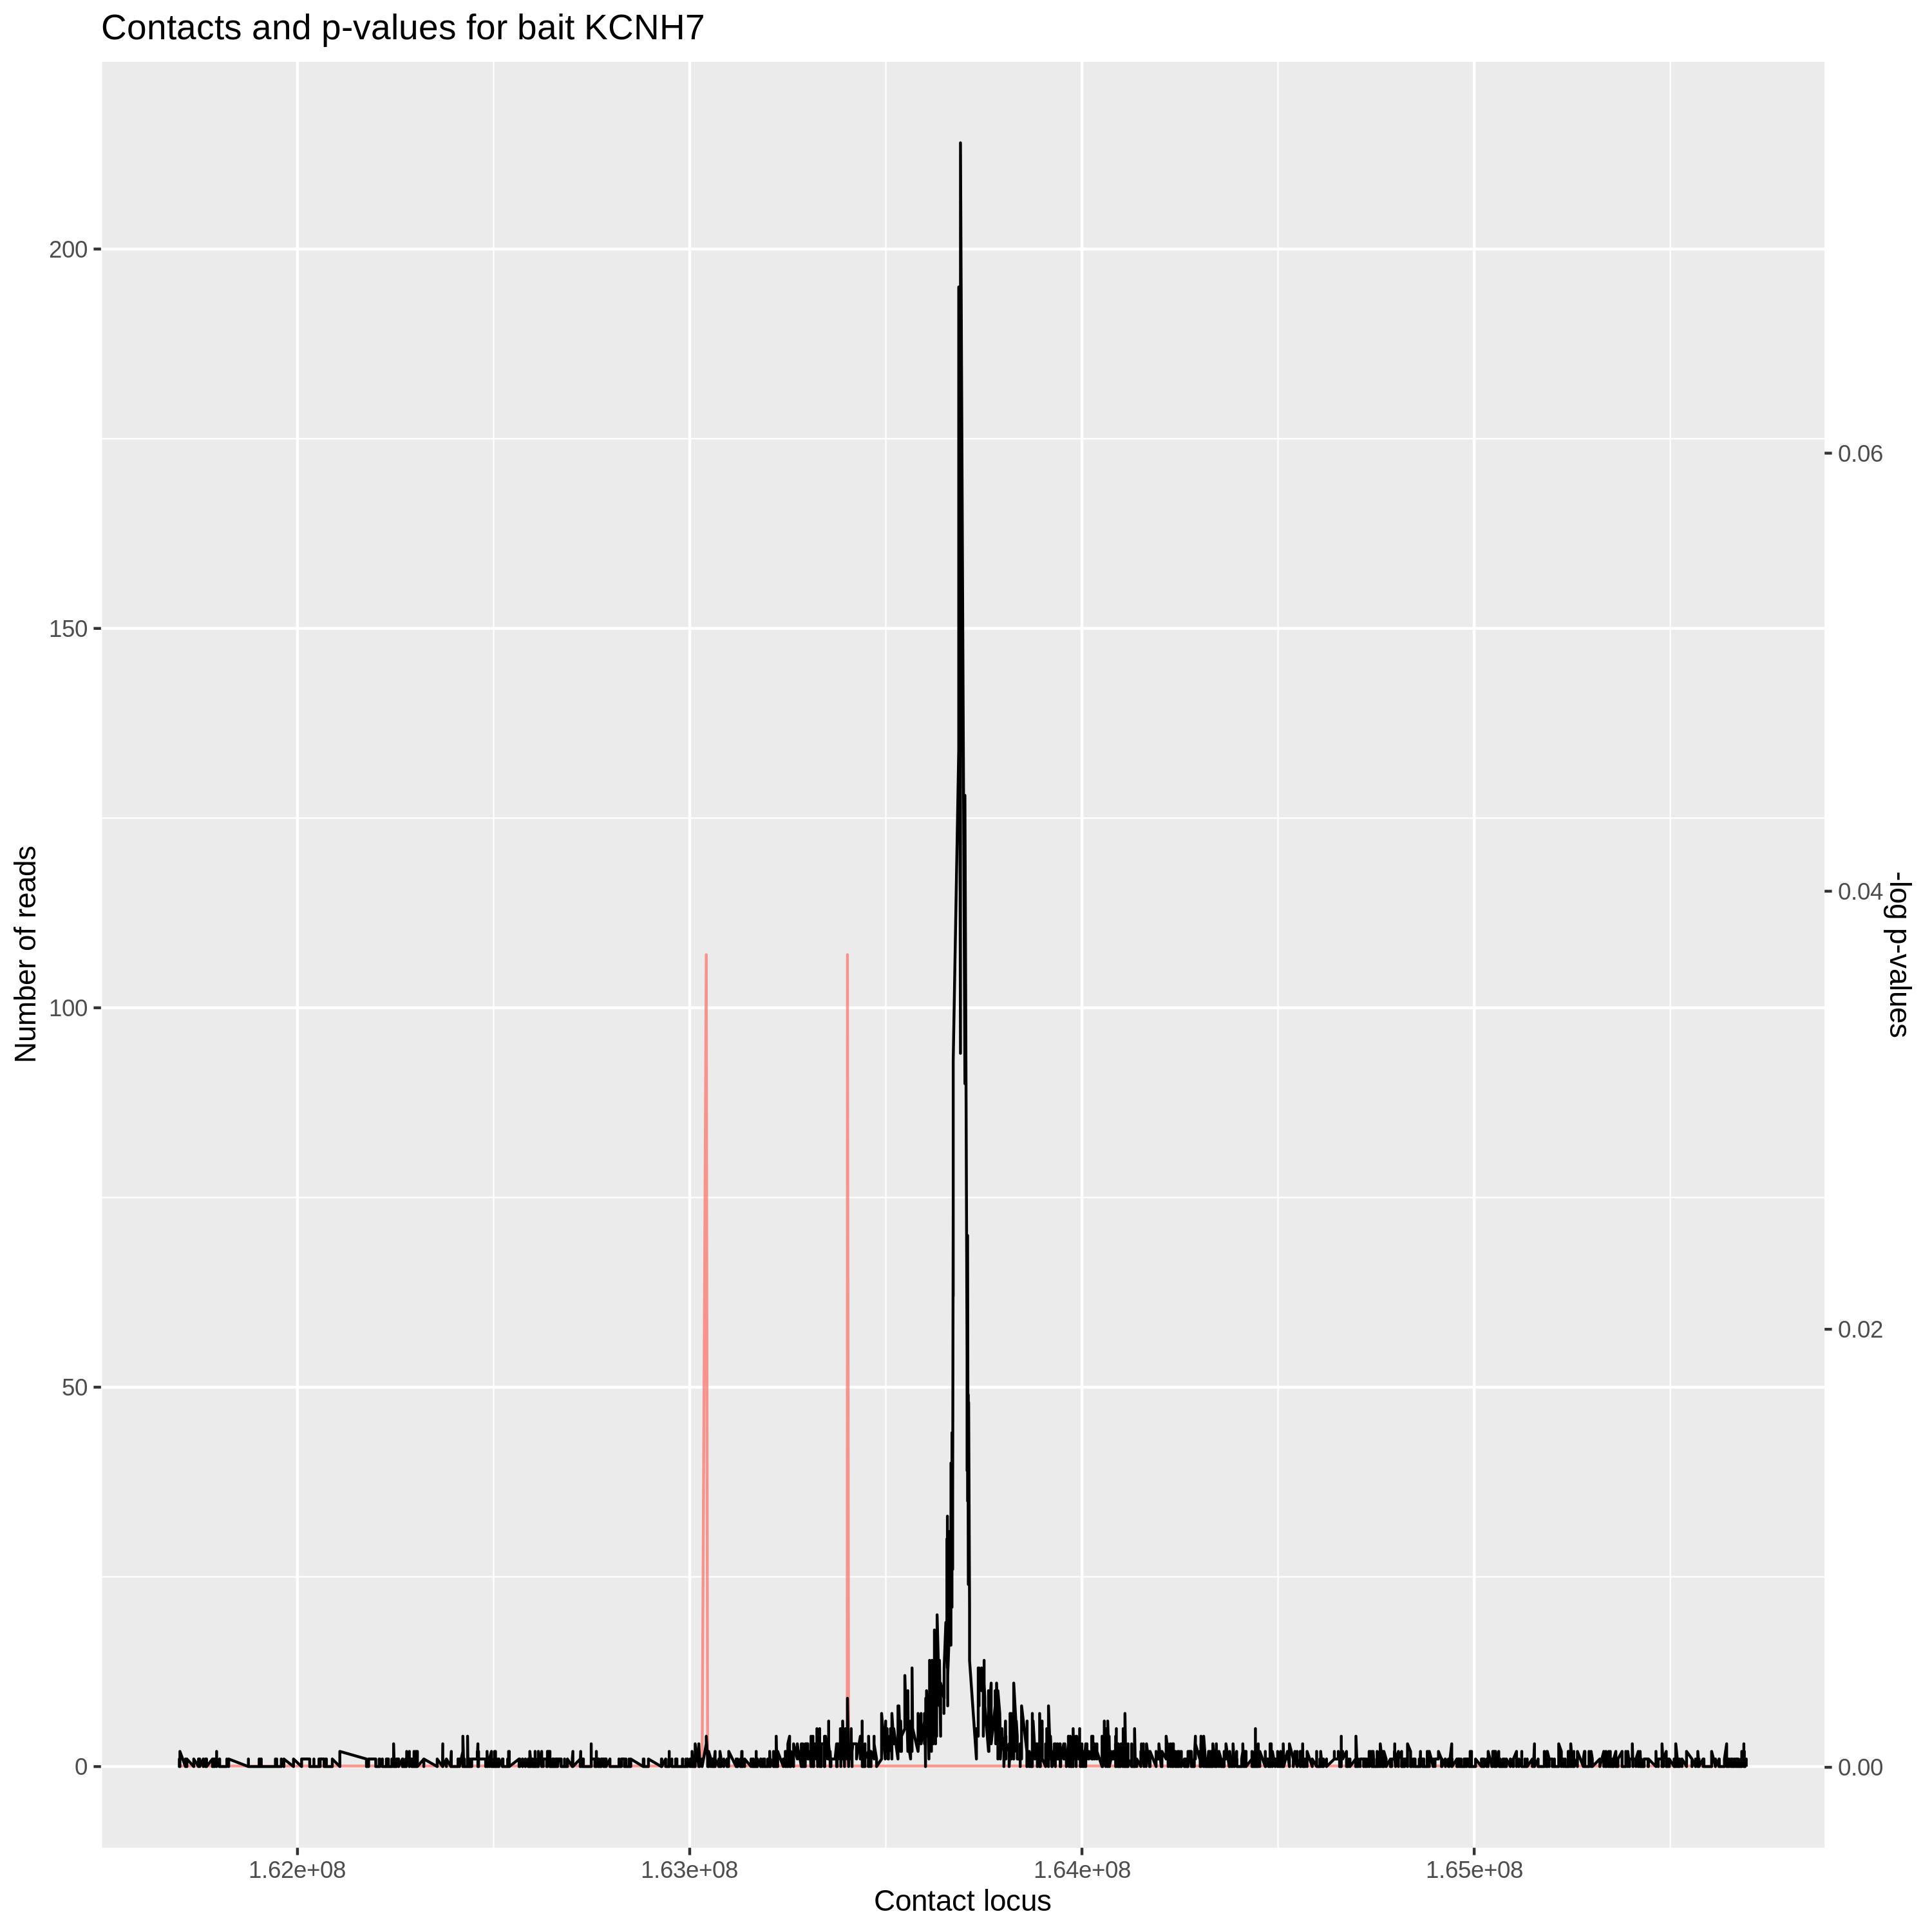 Contacts and p-values for bait KCNH7
Number of reads
200
150
100
50
0
0.06
0.04
0.02
0.00
-log p-values
1.62e+08
1.63e+08
1.64e+08
1.65e+08
Contact locus